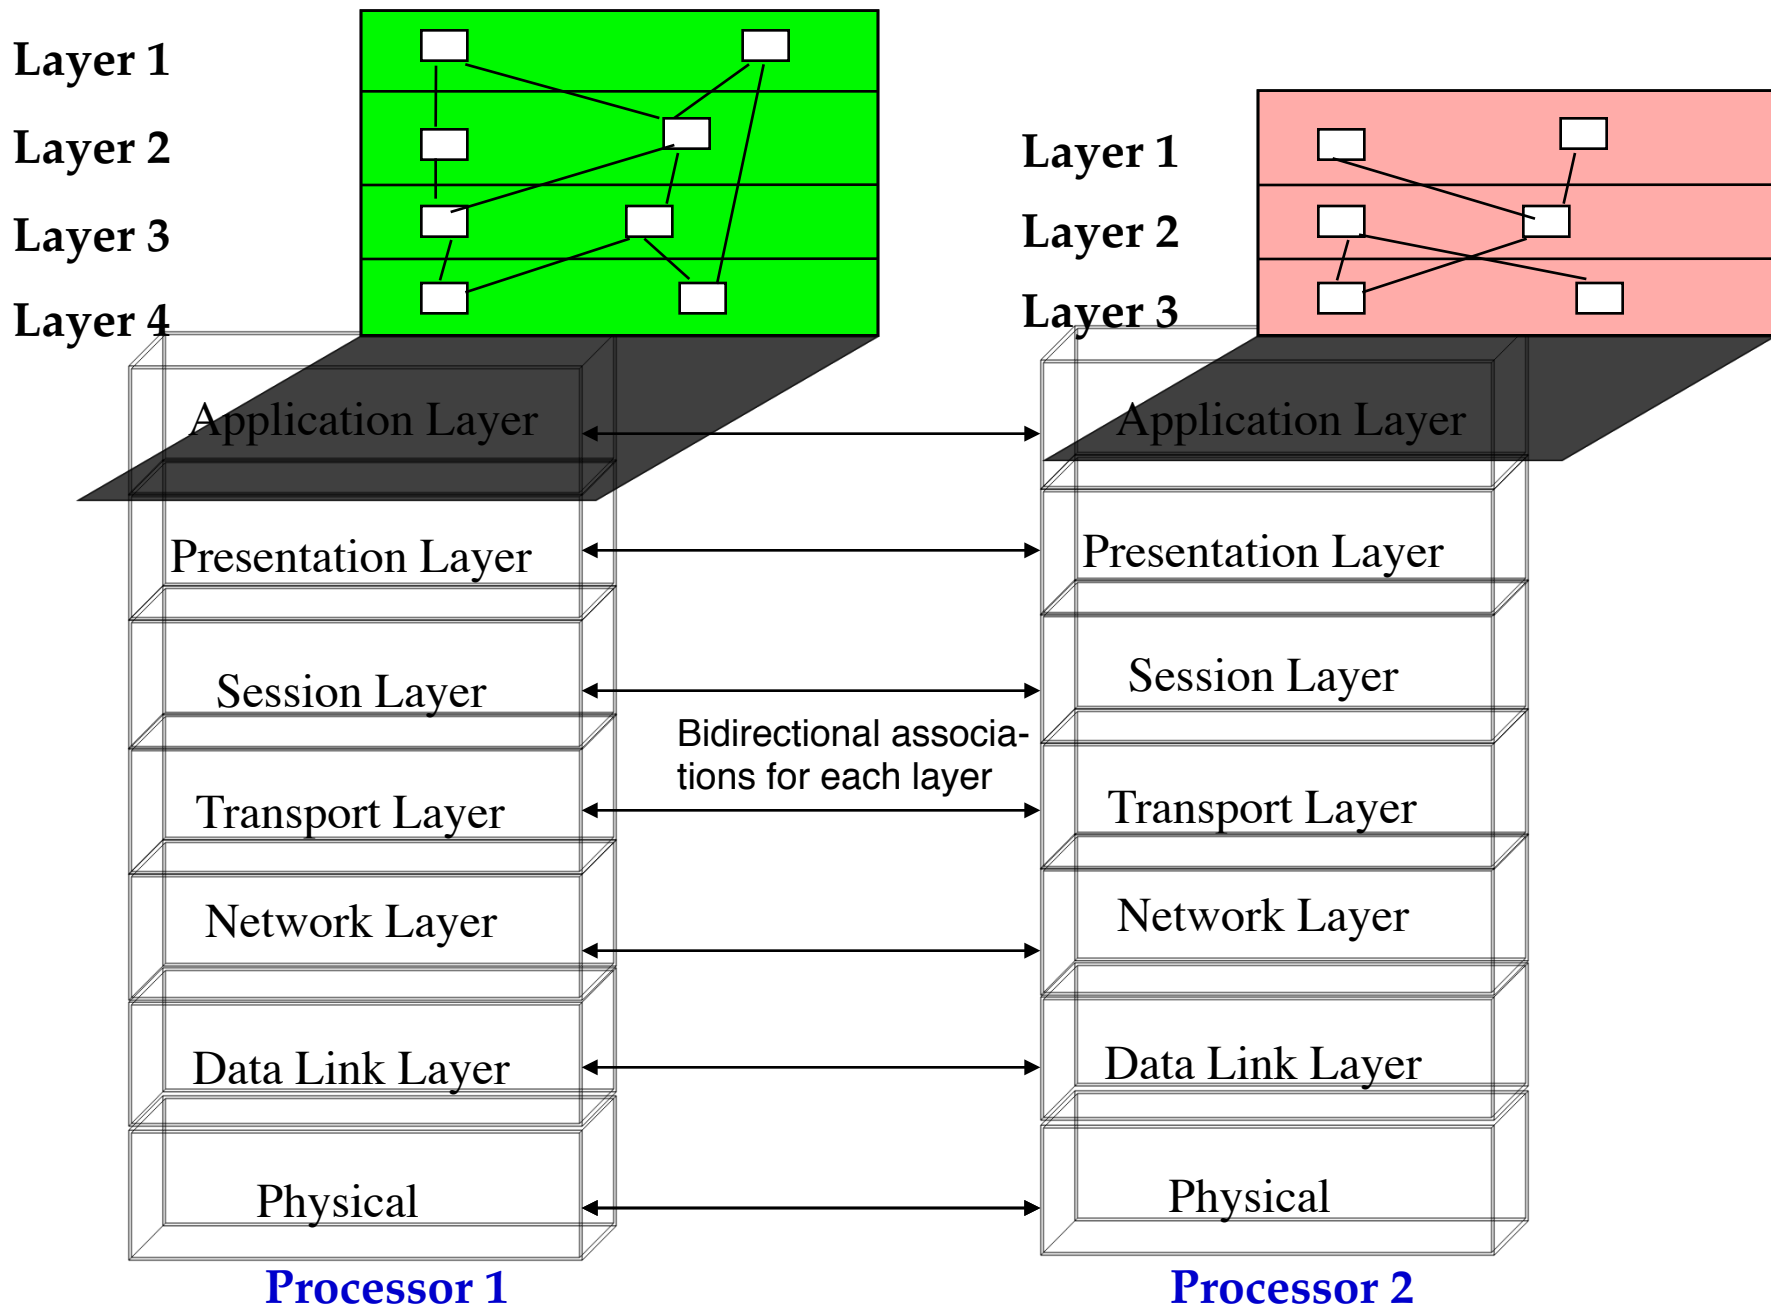 Layer 1
Layer 2
Layer 3
Layer 4
Layer 1
Layer 2
Layer 3
Application Layer
Presentation Layer
Session Layer
Transport Layer
Network Layer
Data Link Layer
Physical
Processor 1
Bidirectional associa-
tions for each layer
Application Layer
Presentation Layer
Session Layer
Transport Layer
Network Layer
Data Link Layer
Physical
Processor 2